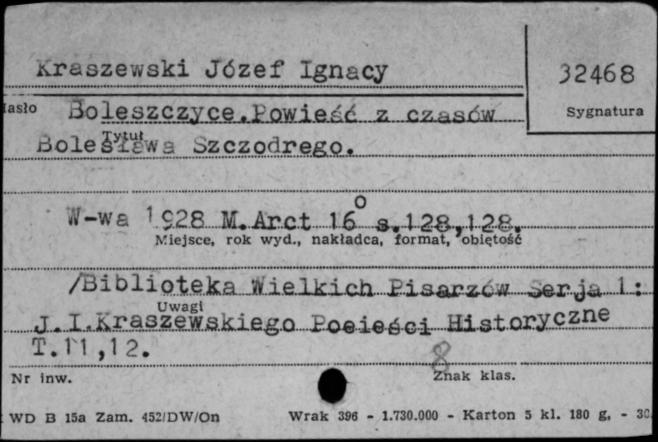 Kraszewski Józef Ignacy
32468
Sygnatura
Hasło Boleszczyce.Powieść z czasów
Tytuł
Bolesława Szczodrego.
W-wa 1928 M.Arct 16° s.128,128.
Miejsce, rok wyd., nakładca, format, objętość
/Biblioteka Wielkich Pisarzów Serja 1:
Uwagi
J.I.Kraszewskiego Poeieści Historyczne
T.11,12.
8
Nr inw.
Znak klas.
WD B 15a Zam. 452/DW/On Wrak 396 - 1.730.000 - Karton 5 kl. 180 g, - 30